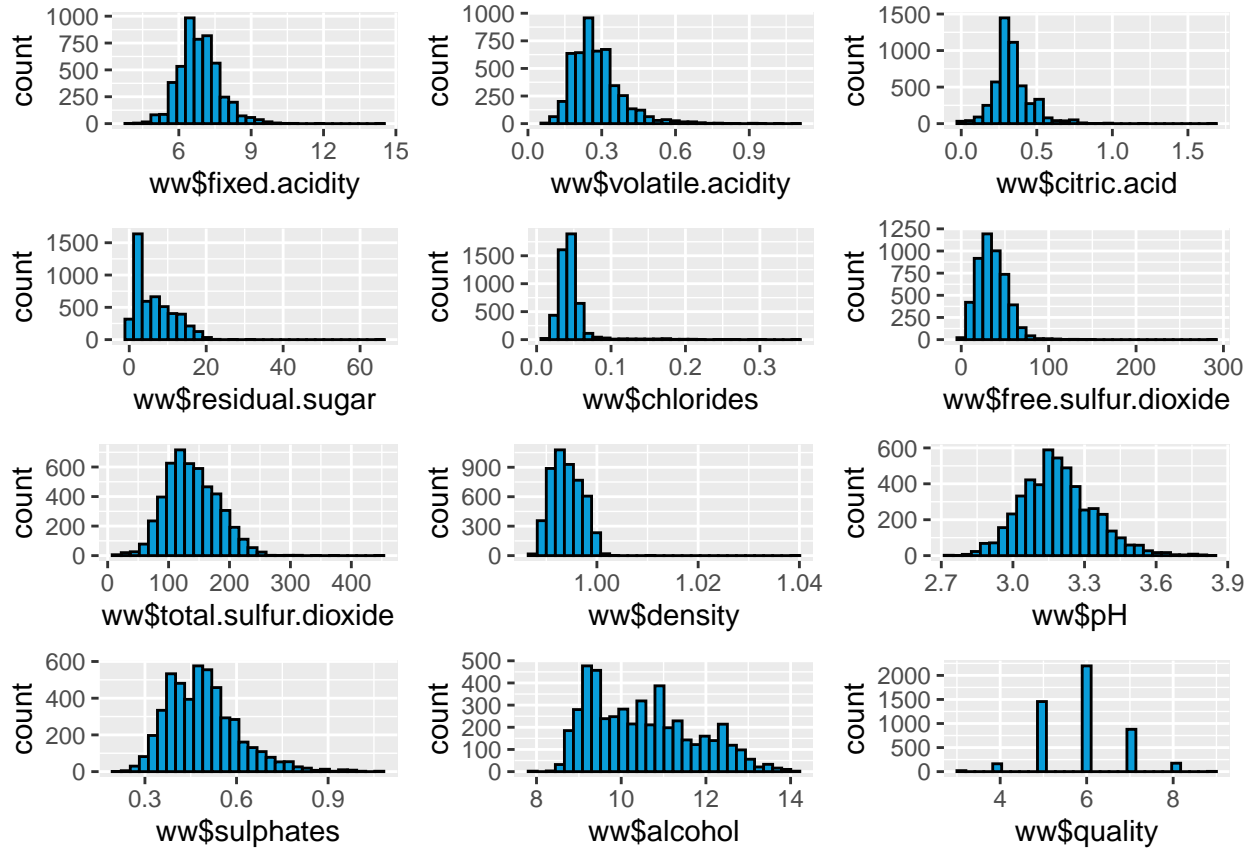 count
1000
750
500
250
0
6 9 12 15
ww$fixed.acidity
count
1000
750
500
250
0
0.0 0.3 0.6 0.9
ww$volatile.acidity
count
1500
1000
500
0
0.0 0.5 1.0 1.5
ww$citric.acid
count
1500
1000
500
0
0 20 40 60
ww$residual.sugar
count
1500
1000
500
0
0.0 0.1 0.2 0.3
ww$chlorides
count
1250
1000
750
500
250
0
0 100 200 300
ww$free.sulfur.dioxide
count
600
400
200
0
0 100 200 300 400
ww$total.sulfur.dioxide
count
900
600
300
0
1.00 1.02 1.04
ww$density
count
600
400
200
0
2.7 3.0 3.3 3.6 3.9
ww$pH
count
600
400
200
0
0.3 0.6 0.9
ww$sulphates
count
500
400
300
200
100
0
8 10 12 14
ww$alcohol
count
2000
1500
1000
500
0
4 6 8
ww$quality